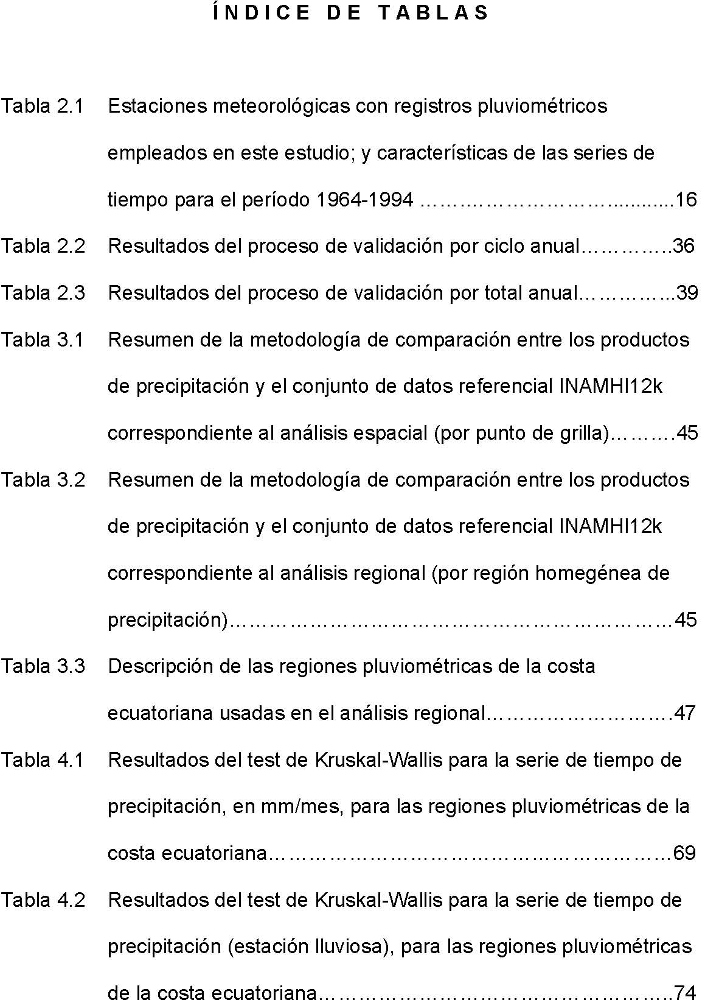 ÍNDICE DE TABLAS
Tabla 2.1 Estaciones meteorológicas con registros pluviométricos
empleados en este estudio; y características de las series de
tiempo para el período 1964-1994 …………………………............16
Tabla 2.2 Resultados del proceso de validación por ciclo anual…………..36
Tabla 2.3 Resultados del proceso de validación por total anual…………...39
Tabla 3.1 Resumen de la metodología de comparación entre los productos
de precipitación y el conjunto de datos referencial INAMHI12k
correspondiente al análisis espacial (por punto de grilla)……….45
Tabla 3.2 Resumen de la metodología de comparación entre los productos
de precipitación y el conjunto de datos referencial INAMHI12k
correspondiente al análisis regional (por región homegénea de
precipitación)…………………………………………………………45
Tabla 3.3 Descripción de las regiones pluviométricas de la costa
ecuatoriana usadas en el análisis regional……………………….47
Tabla 4.1 Resultados del test de Kruskal-Wallis para la serie de tiempo de
precipitación, en mm/mes, para las regiones pluviométricas de la
costa ecuatoriana……………………………………………………69
Tabla 4.2 Resultados del test de Kruskal-Wallis para la serie de tiempo de
precipitación (estación lluviosa), para las regiones pluviométricas
de la costa ecuatoriana……………………………………………..74